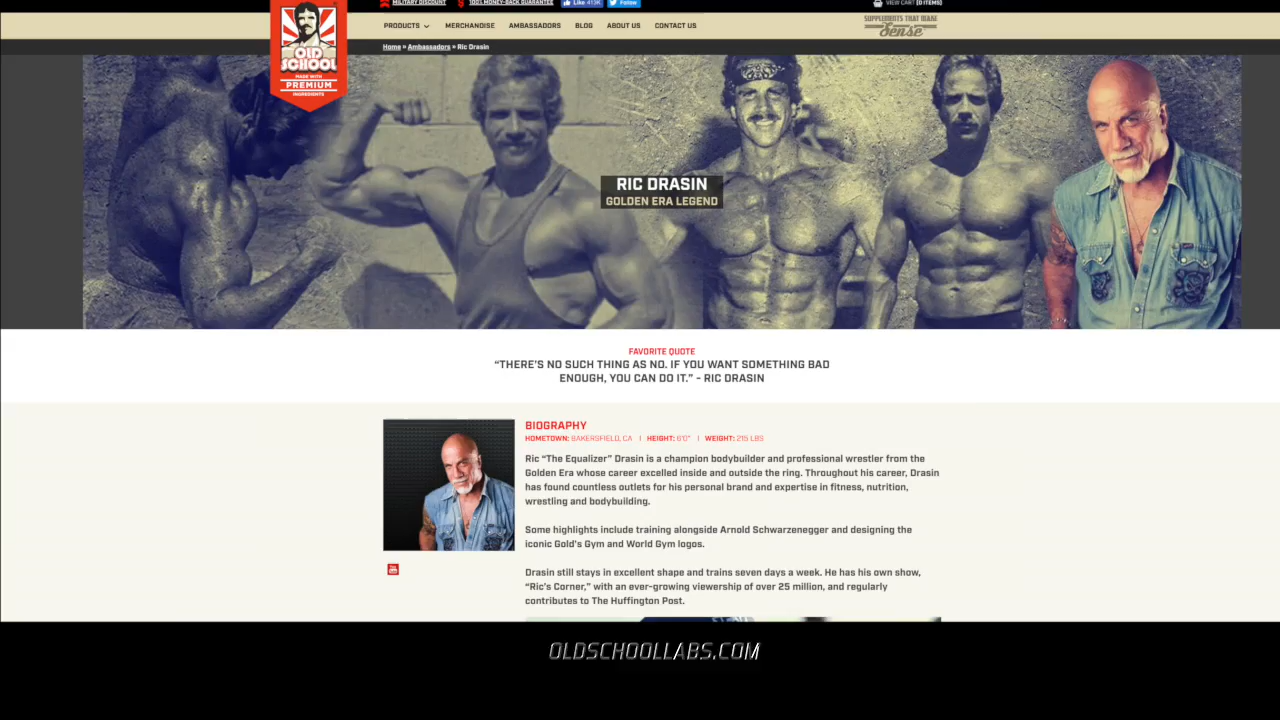 MILITARY DISCOUNT
100% MONEY-BACK GUARANTEE
Like 413K
Follow
VIEW CART (0 ITEMS)
PRODUCTS
MERCHANDISE
AMBASSADORS
BLOG
ABOUT US
CONTACT US
SUPPLEMENTS THAT MAKE
Sense
Home » Ambassadors » Ric Drasin
OLD
SCHOOL
MADE WITH
PREMIUM
INGREDIENTS
RIC DRASIN
GOLDEN ERA LEGEND
FAVORITE QUOTE
“THERE'S NO SUCH THING AS NO. IF YOU WANT SOMETHING BAD
ENOUGH, YOU CAN DO IT.” - RIC DRASIN
BIOGRAPHY
HOMETOWN: BAKERSFIELD, CA | HEIGHT: 6'0" | WEIGHT: 215 LBS
Ric “The Equalizer” Drasin is a champion bodybuilder and professional wrestler from the
Golden Era whose career excelled inside and outside the ring. Throughout his career, Drasin
has found countless outlets for his personal brand and expertise in fitness, nutrition,
wrestling and bodybuilding.
Some highlights include training alongside Arnold Schwarzenegger and designing the
iconic Gold's Gym and World Gym logos.
Drasin still stays in excellent shape and trains seven days a week. He has his own show,
“Ric's Corner,” with an ever-growing viewership of over 25 million, and regularly
contributes to The Huffington Post.
OLDSCHOOLLABS.COM